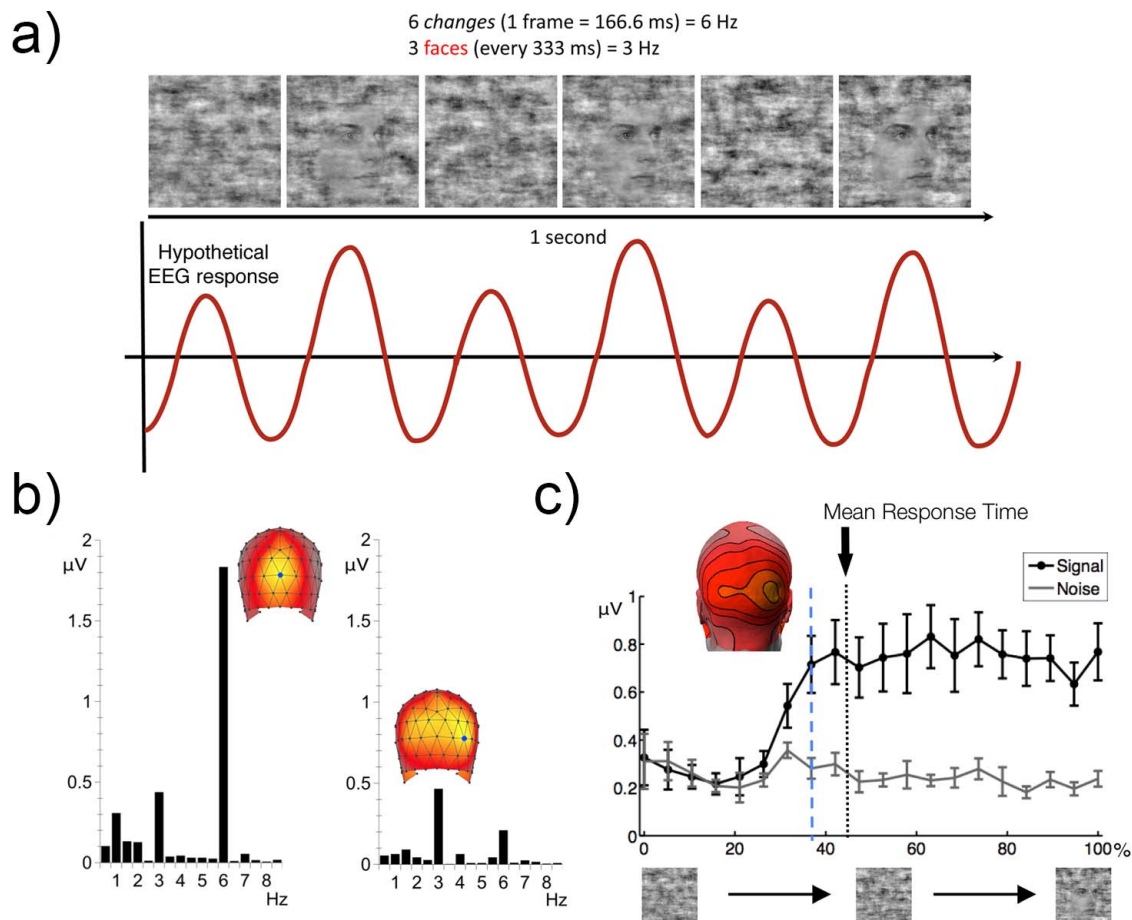 a)
6 changes (1 frame = 166.6 ms) = 6 Hz
3 faces (every 333 ms) = 3 Hz
1 second
Hypothetical
EEG response
b)
2
μV
1.5
1
0.5
0
1 2 3 4 5 6 7 8
Hz
2
μV
1.5
1
0.5
0
1 2 3 4 5 6 7 8
Hz
c)
Mean Response Time
Signal
Noise
1
μV
0.8
0.6
0.4
0.2
0
0 20 40 60 80 100 %